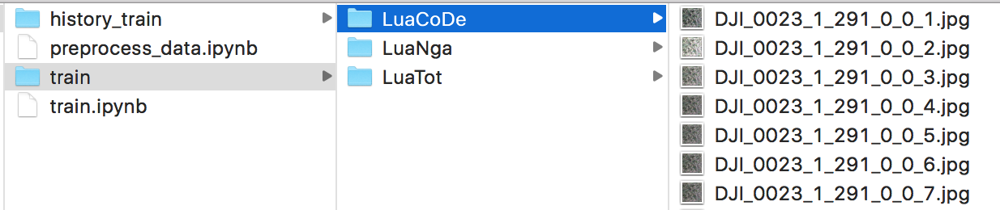 history_train
preprocess_data.ipynb
train
train.ipynb
LuaCoDe
LuaNga
LuaTot
DJI_0023_1_291_0_0_1.jpg
DJI_0023_1_291_0_0_2.jpg
DJI_0023_1_291_0_0_3.jpg
DJI_0023_1_291_0_0_4.jpg
DJI_0023_1_291_0_0_5.jpg
DJI_0023_1_291_0_0_6.jpg
DJI_0023_1_291_0_0_7.jpg